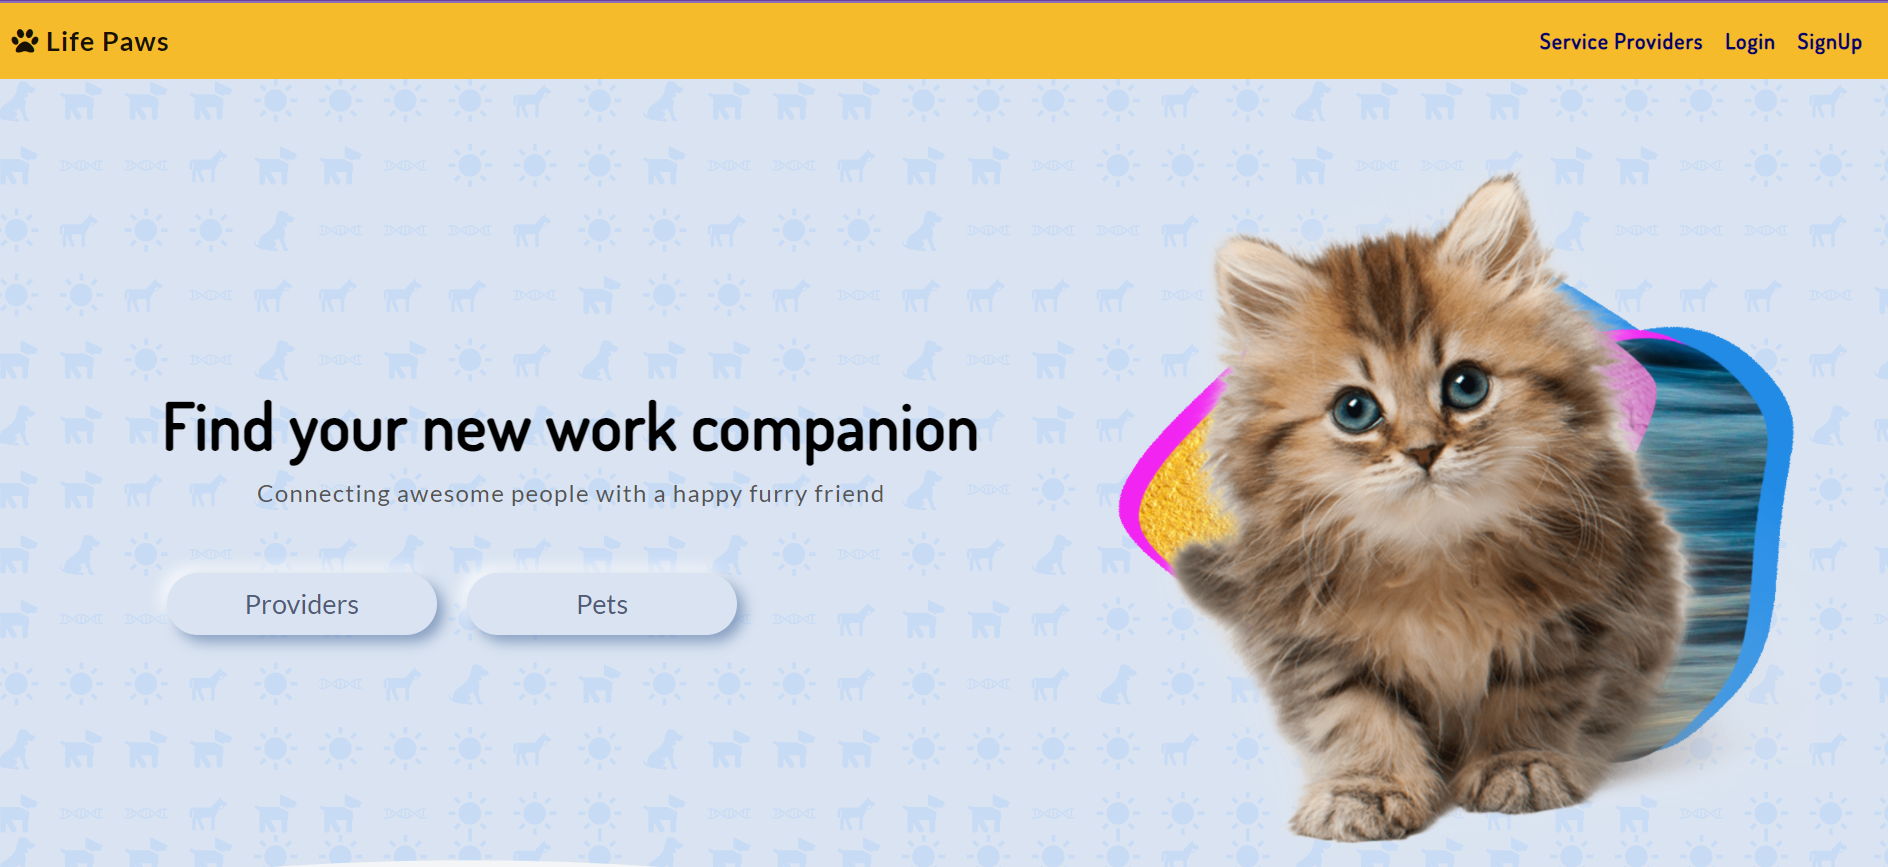 Life Paws
Service Providers
Login
SignUp
Find your new work companion
Connecting awesome people with a happy furry friend
Providers
Pets